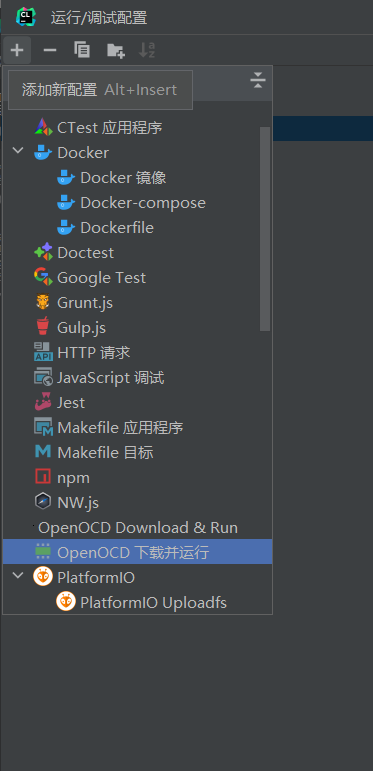 CL
运行/调试配置
添加新配置 Alt+Insert
CTest 应用程序
Docker
Docker 镜像
Docker-compose
Dockerfile
Doctest
Google Test
Grunt.js
Gulp.js
HTTP 请求
JavaScript 调试
Jest
Makefile 应用程序
Makefile 目标
npm
NW.js
OpenOCD Download & Run
OpenOCD 下载并运行
PlatformIO
PlatformIO Uploadfs